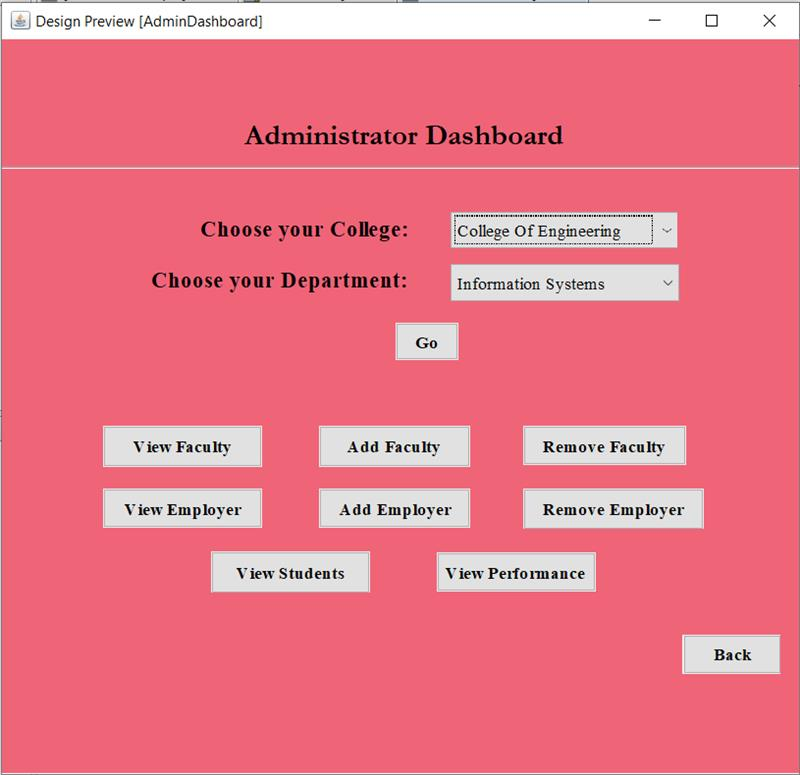 Design Preview [AdminDashboard]
Administrator Dashboard
Choose your College: College Of Engineering
Choose your Department: Information Systems
Go
View Faculty Add Faculty Remove Faculty
View Employer Add Employer Remove Employer
View Students View Performance
Back